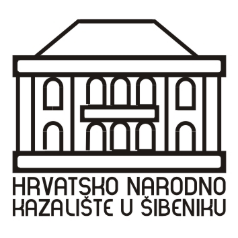 HRVATSKO NARODNO
KAZALIŠTE U ŠIBENIKU